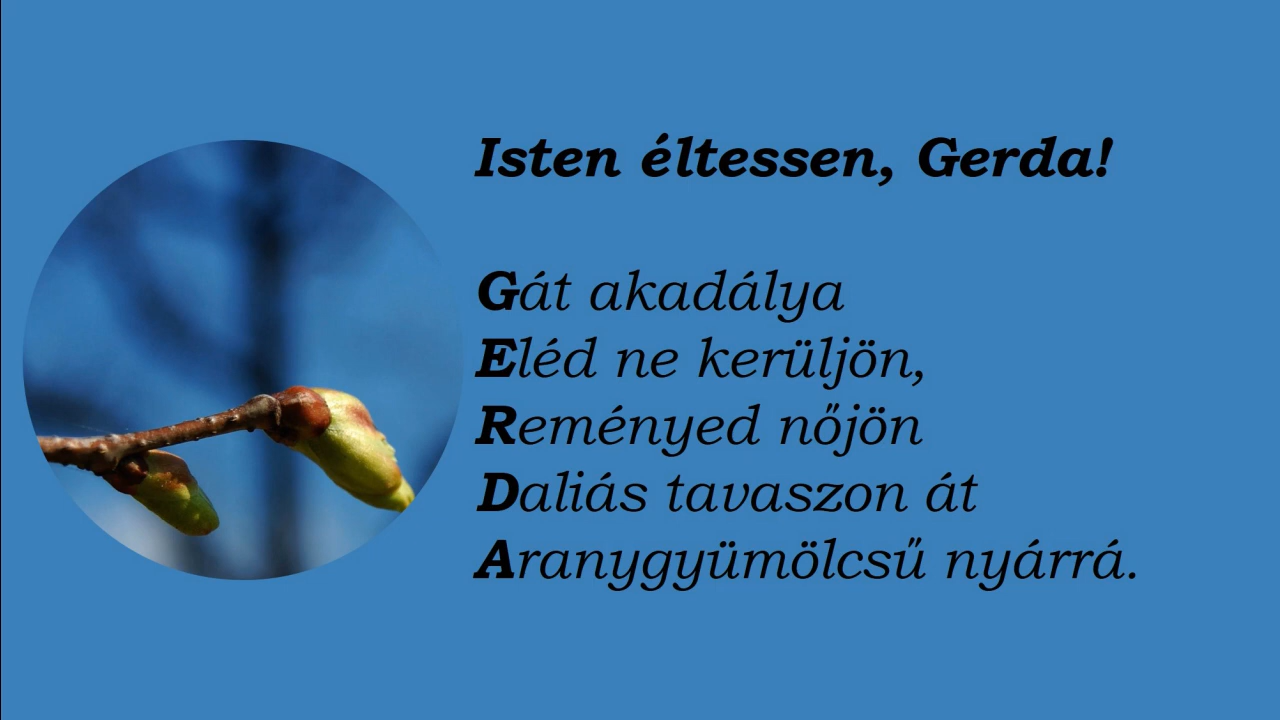 Isten éltessen, Gerda!
Gát akadálya
Eléd ne kerüljön,
Reményed nőjön
Daliás tavaszon át
Aranygyümölcsű nyárrá.